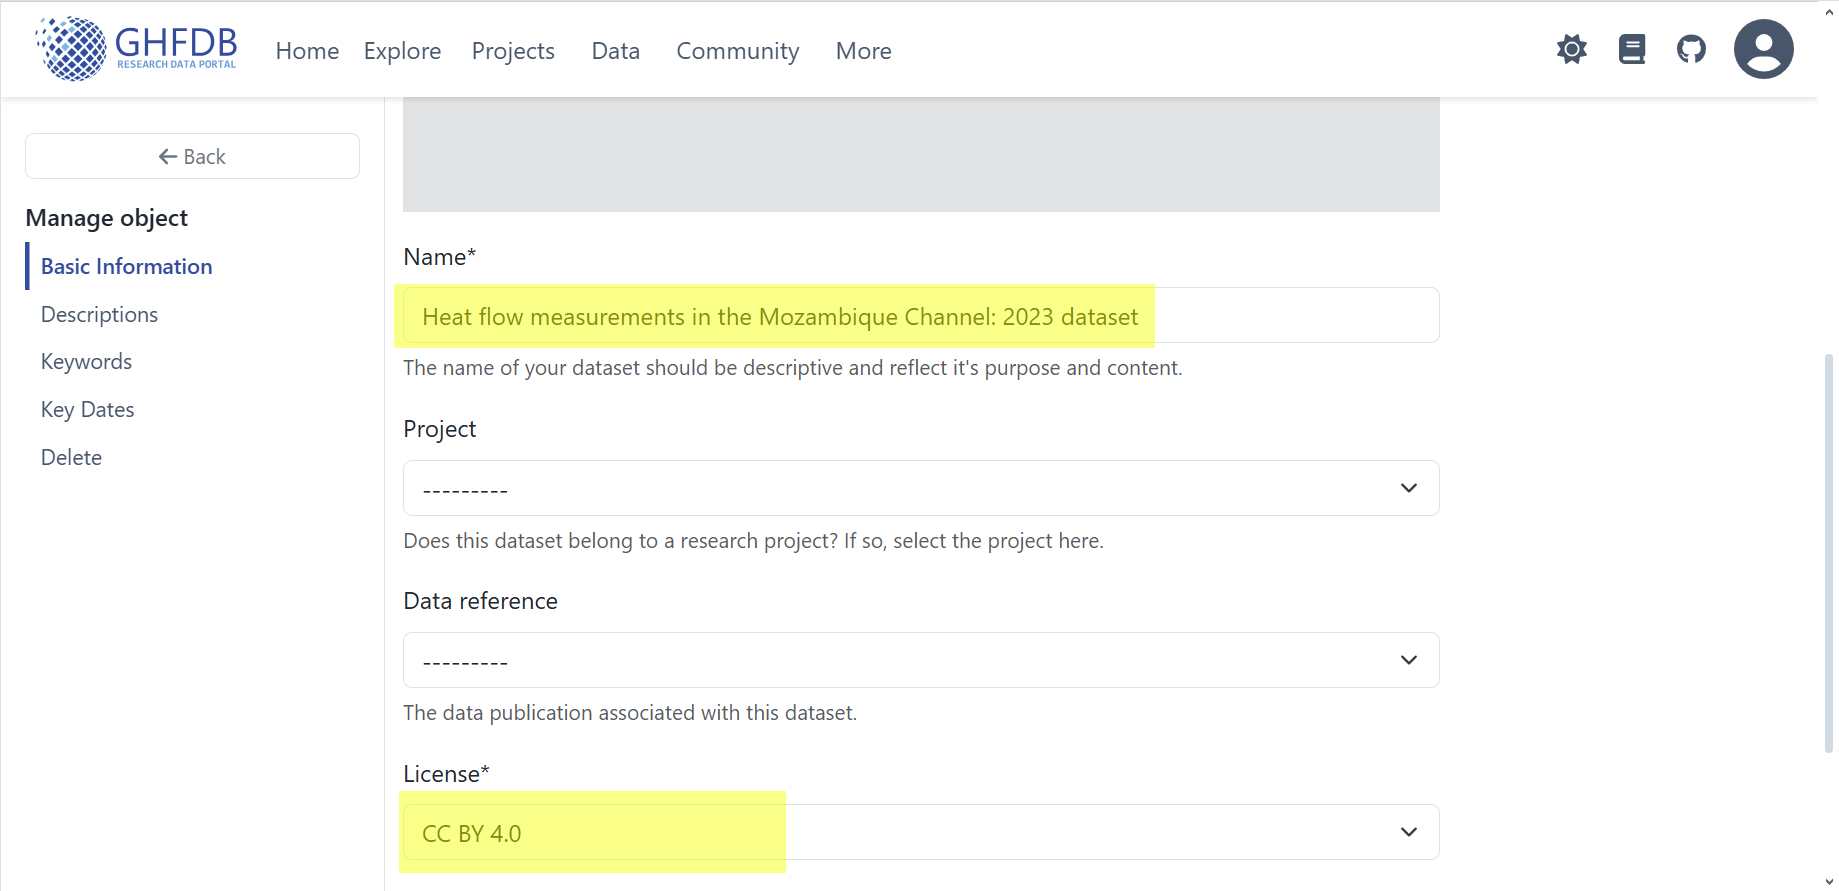 GHFDB
RESEARCH DATA PORTAL
Home Explore Projects Data Community More
Back
Manage object
Basic Information
Descriptions
Keywords
Key Dates
Delete
Name*
Heat flow measurements in the Mozambique Channel: 2023 dataset
The name of your dataset should be descriptive and reflect it's purpose and content.
Project
---------
Does this dataset belong to a research project? If so, select the project here.
Data reference
---------
The data publication associated with this dataset.
License*
CC BY 4.0